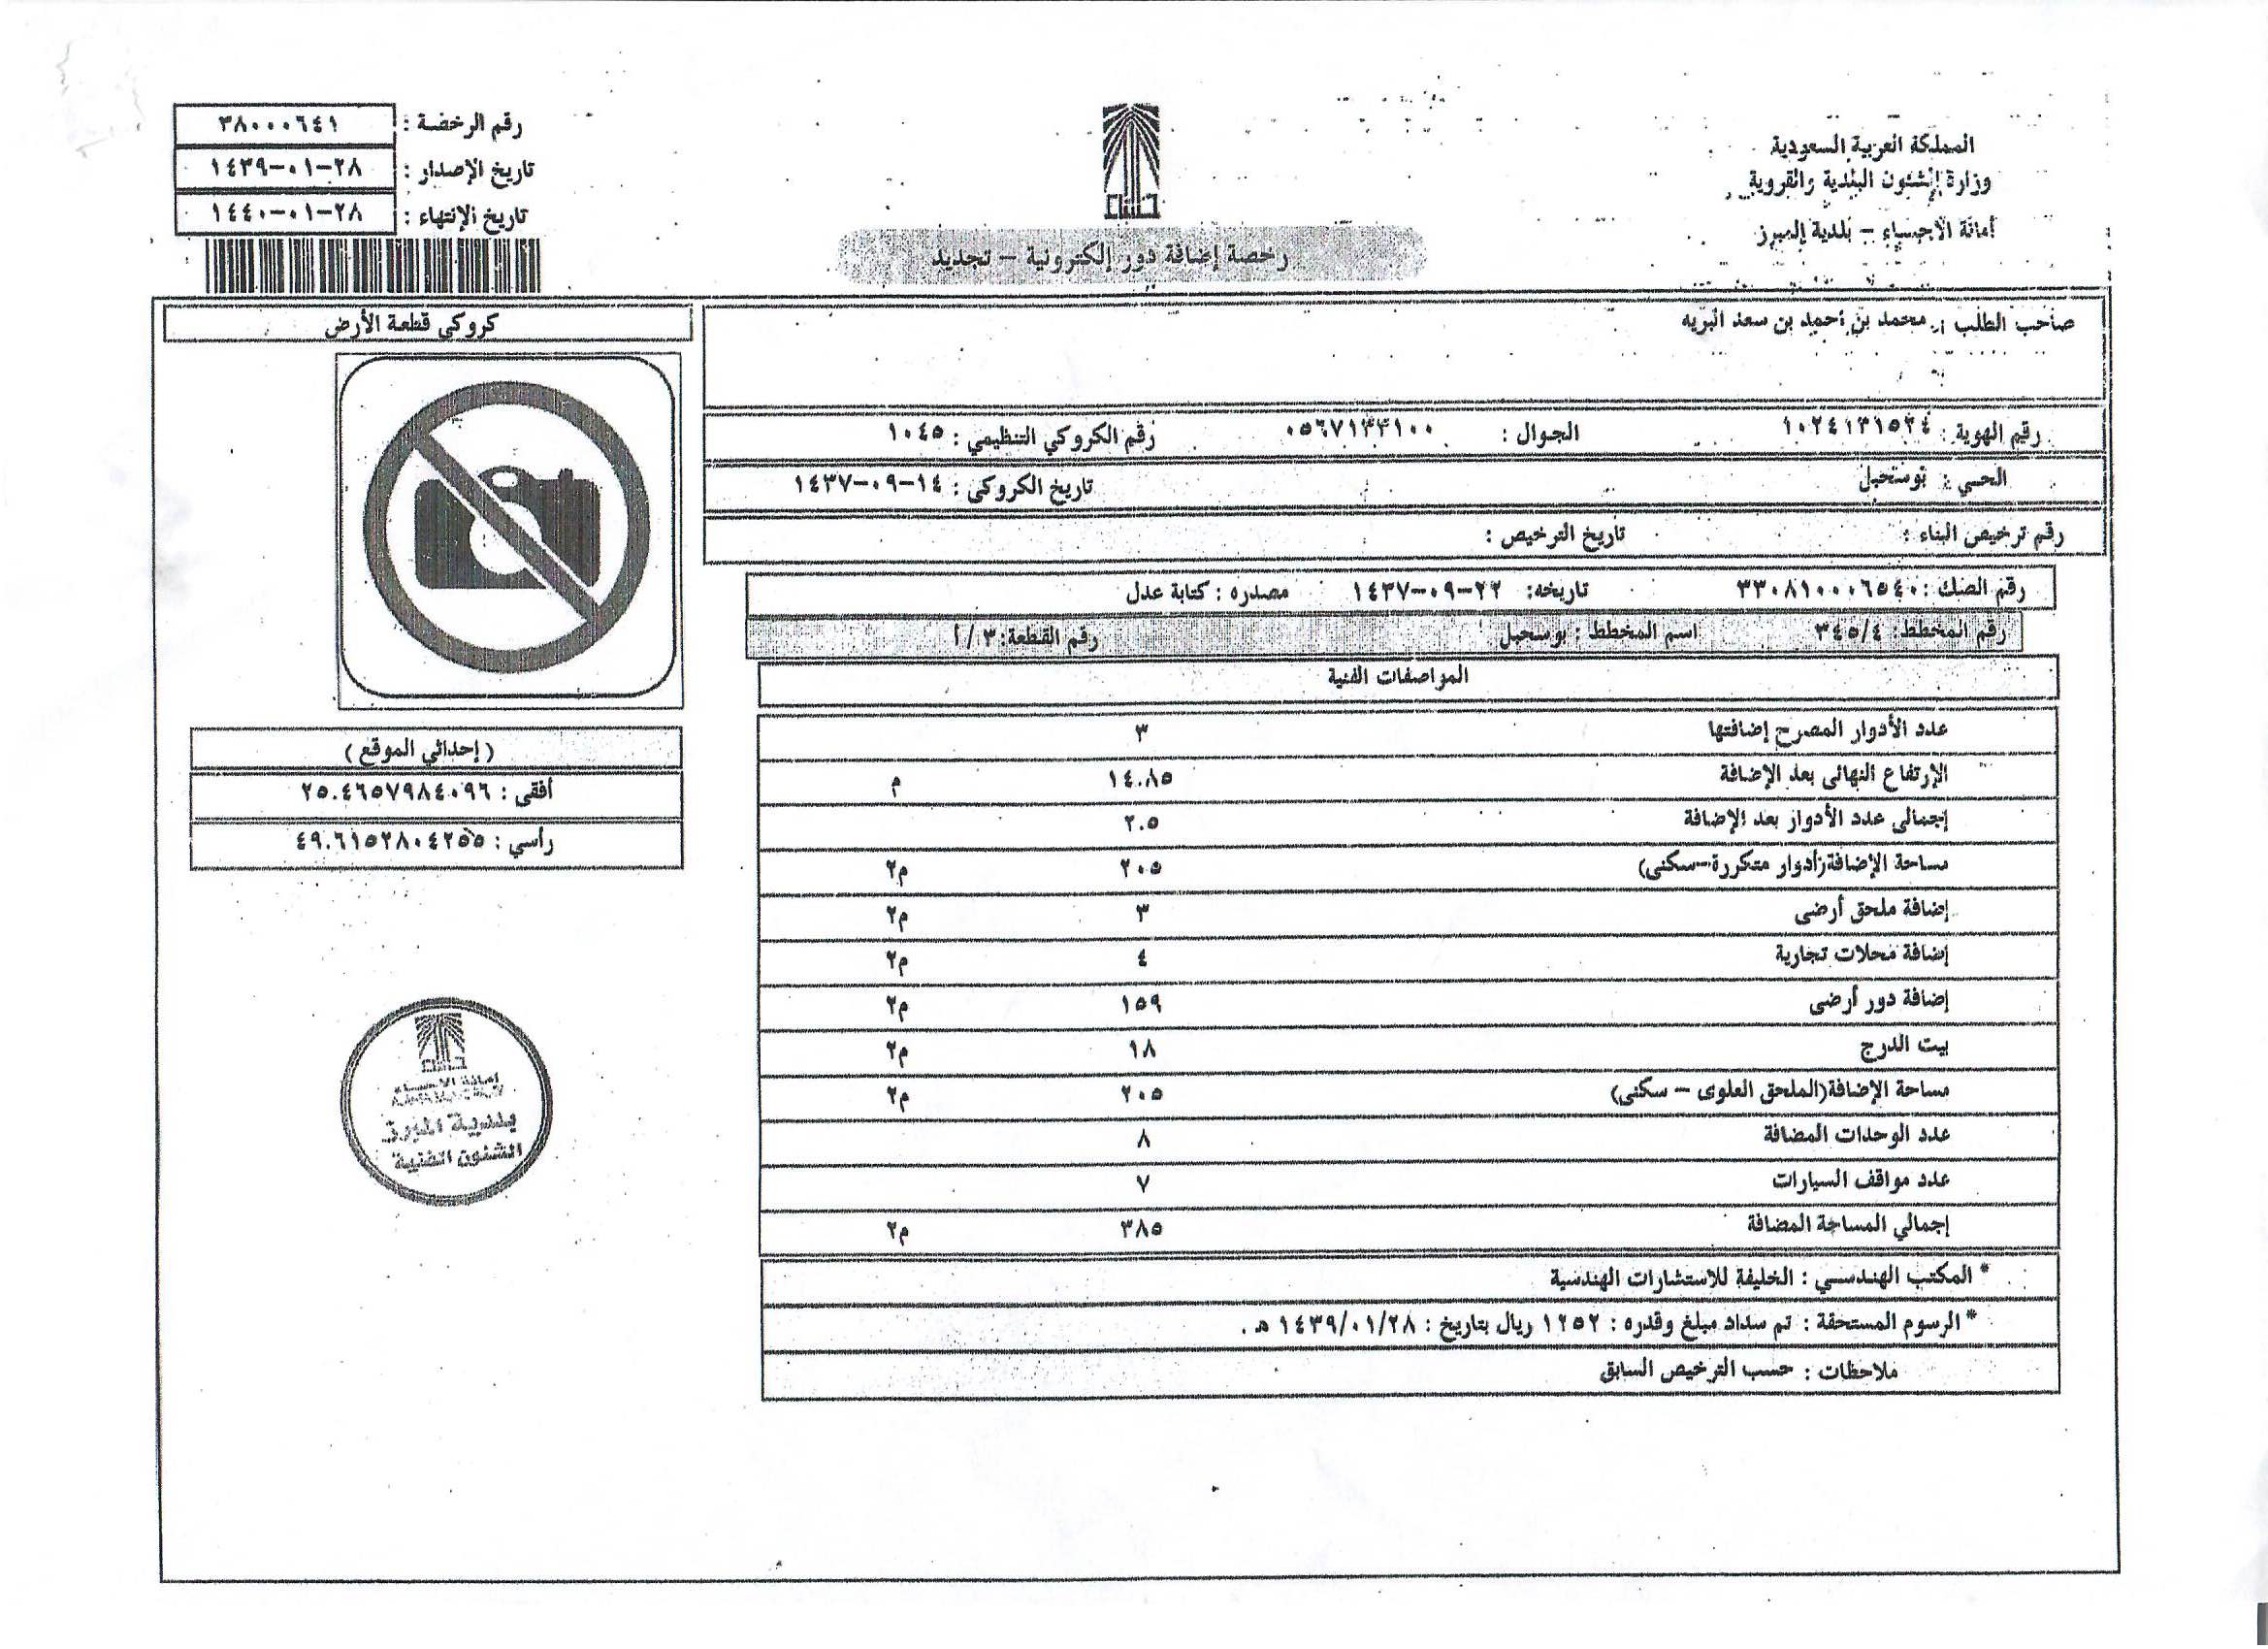 المملكة العربية السعودية
وزارة الشئون البلدية والقروية
أمانة الاحساء – بلدية المبرز
رقم الرخصة : ٣٨٠٠٠٦٤١
تاريخ الإصدار : ٢٨-٠١-١٤٣٩
تاريخ الإنتهاء : ٢٨-٠١-١٤٤٠
رخصة إضافة دور إلكترونية – تجديد
صاحب الطلب : محمد بن أحمد بن سعد البريه
رقم الهوية : ١٠٢٤١٣١٥٢٤ الجوال : ٠٥٦٧١٣٣١٠٠ رقم الكروكي التنظيمي : ١٠٤٥
الحي : بوسحبل تاريخ الكروكي : ١٤-٠٩-١٤٣٧
رقم ترخيص البناء : تاريخ الترخيص :
رقم الصك : ٣٣٠٨١٠٠٠٦٥٤٠ تاريخه: ٢٢-٠٩-١٤٣٧ مصدره : كتابة عدل
رقم المخطط: ٣٤٥/٤ اسم المخطط : بوسحبل رقم القطعة: ٣ / أ
المواصفات الفنية
عدد الأدوار المصرح إضافتها ٣
الإرتفاع النهائى بعد الإضافة ١٤.٨٥ م
إجمالى عدد الأدوار بعد الإضافة ٢.٥
مساحة الإضافة(أدوار متكررة-سكنى) ٢٠٥ م٢
إضافة ملحق أرضى ٣ م٢
إضافة محلات تجارية ٤ م٢
إضافة دور أرضى ١٥٩ م٢
بيت الدرج ١٨ م٢
مساحة الإضافة(الملحق العلوى – سكنى) ٢٠٥ م٢
عدد الوحدات المضافة ٨
عدد مواقف السيارات ٧
إجمالي المساحة المضافة ٣٨٥ م٢
* المكتب الهندسي : الخليفة للاستشارات الهندسية
* الرسوم المستحقة : تم سداد مبلغ وقدره : ١٢٥٢ ريال بتاريخ : ١٤٣٩/٠١/٢٨ هـ .
ملاحظات : حسب الترخيص السابق
كروكي قطعة الأرض
( إحداثي الموقع )
أفقى : ٢٥.٤٦٥٧٩٨٤٠٩٦
رأسي : ٤٩.٦١٥٢٨٠٤٢٥٥
أمانة الاحساء
بلدية المبرز
الشئون الفنية